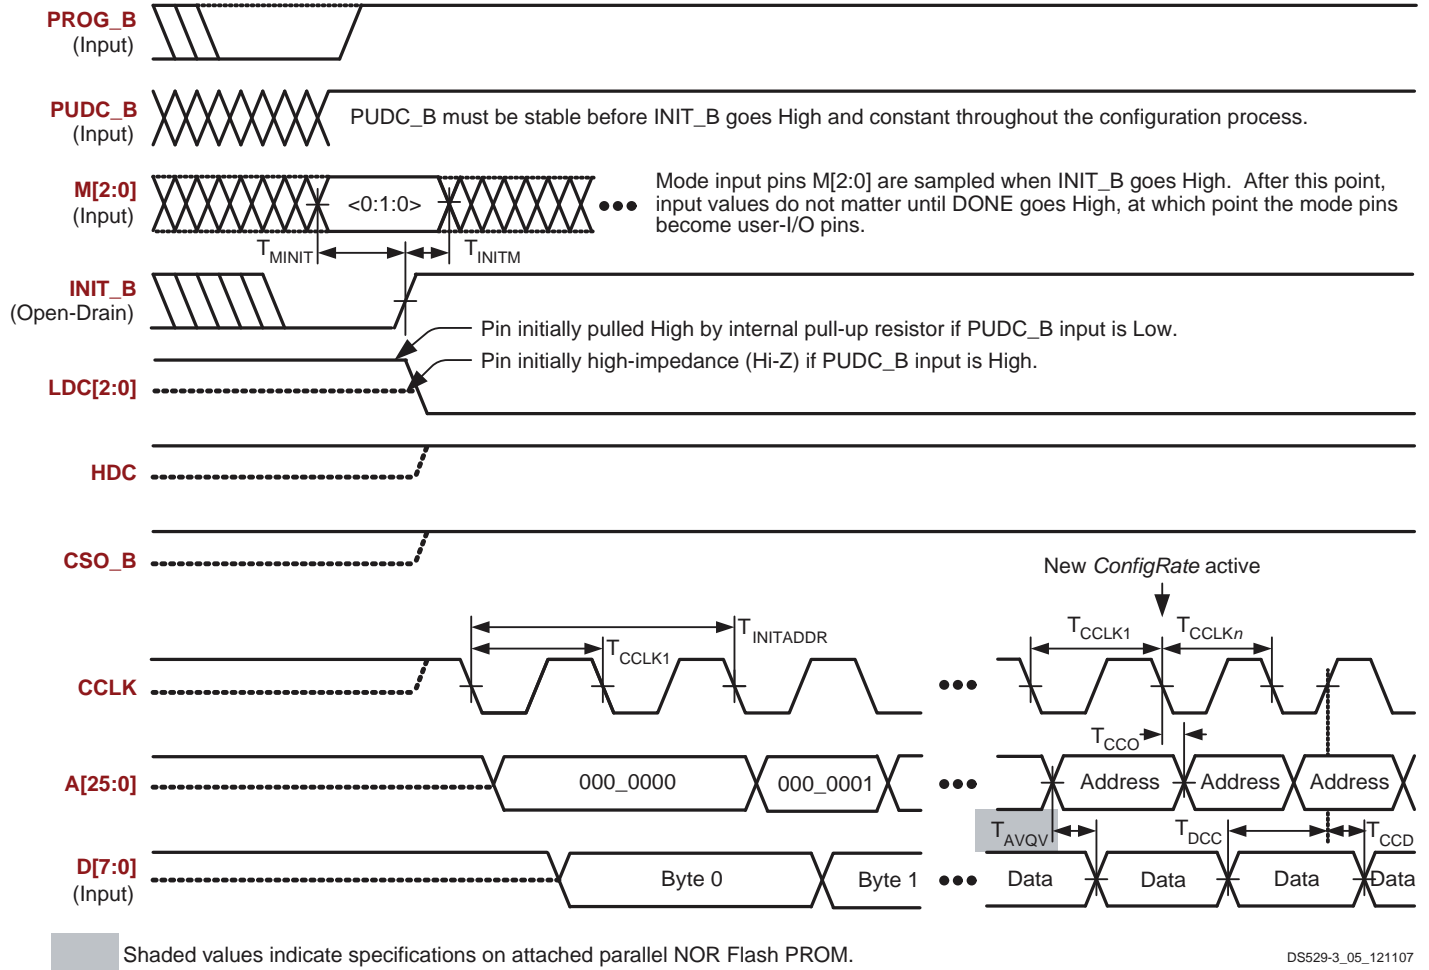 PROG_B
(Input)
PUDC_B
(Input)
PUDC_B must be stable before INIT_B goes High and constant throughout the configuration process.
M[2:0]
(Input)
<0:1:0>
Mode input pins M[2:0] are sampled when INIT_B goes High. After this point,
input values do not matter until DONE goes High, at which point the mode pins
become user-I/O pins.
TMINIT
TINITM
INIT_B
(Open-Drain)
Pin initially pulled High by internal pull-up resistor if PUDC_B input is Low.
Pin initially high-impedance (Hi-Z) if PUDC_B input is High.
LDC[2:0]
HDC
CSO_B
New ConfigRate active
TINITADDR
TCCLK1
TCCLK1
TCCLKn
CCLK
TCCO
A[25:0]
000_0000
000_0001
Address
Address
Address
TAVQV
TDCC
TCCD
D[7:0]
(Input)
Byte 0
Byte 1
Data
Data
Data
Data
Shaded values indicate specifications on attached parallel NOR Flash PROM.
DS529-3_05_121107